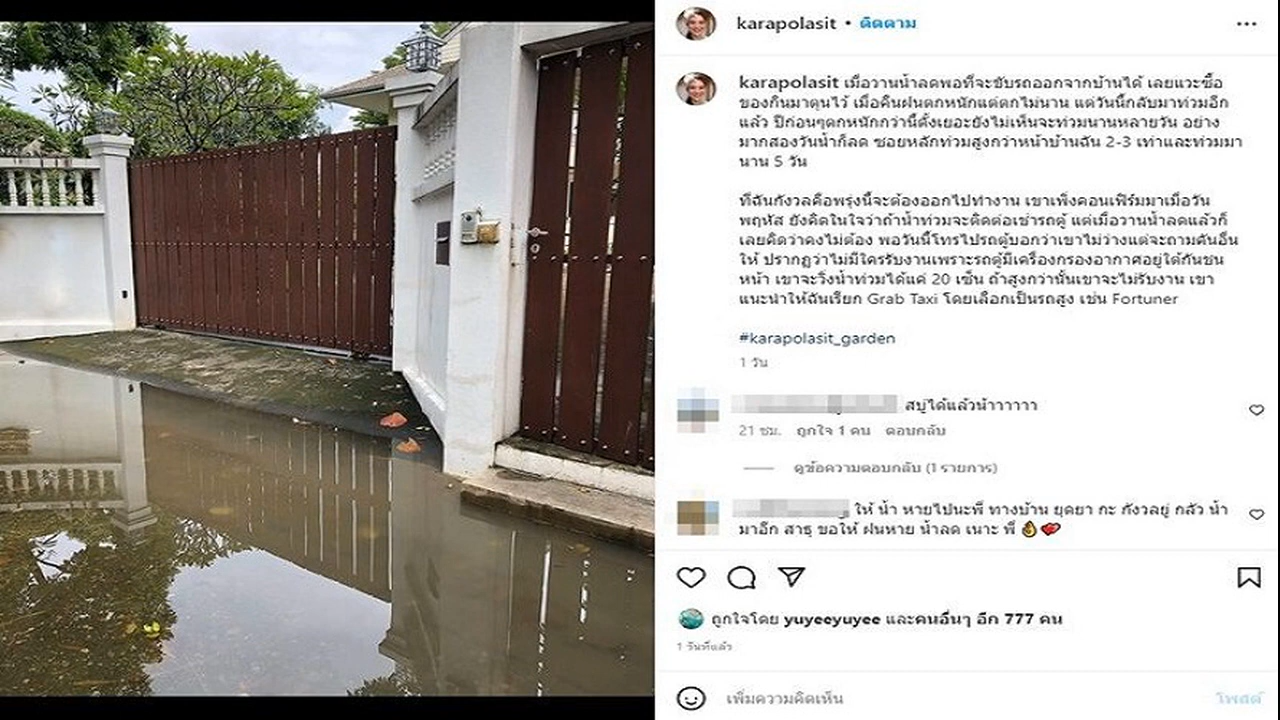 karapolasit • ติดตาม
karapolasit เมื่อวานน้ำลดพอที่จะขับรถออกจากบ้านได้ เลยแวะซื้อ
ของกินมาตุนไว้ เมื่อคืนฝนตกหนักแต่ตกไม่นาน แต่วันนี้กลับมาท่วมอีก
แล้ว ปีก่อนๆตกหนักกว่านี้ตั้งเยอะยังไม่เห็นจะท่วมนานหลายวัน อย่าง
มากสองวันน้ำก็ลด ซอยหลักท่วมสูงกว่าหน้าบ้านฉัน 2-3 เท่าและท่วมมา
นาน 5 วัน
ที่ฉันกังวลคือพรุ่งนี้จะต้องออกไปทำงาน เขาเพิ่งคอนเฟิร์มมาเมื่อวัน
พฤหัส ยังคิดในใจว่าถ้าน้ำท่วมจะติดต่อเช่ารถตู้ แต่เมื่อวานน้ำลดแล้วก็
เลยคิดว่าคงไม่ต้อง พอวันนี้โทรไปรถตู้บอกว่าเขาไม่ว่างแต่จะถามคันอื่น
ให้ ปรากฏว่าไม่มีใครรับงานเพราะรถตู้มีเครื่องกรองอากาศอยู่ใต้กันชน
หน้า เขาจะวิ่งน้ำท่วมได้แค่ 20 เซ็น ถ้าสูงกว่านั้นเขาจะไม่รับงาน เขา
แนะนำให้ฉันเรียก Grab Taxi โดยเลือกเป็นรถสูง เช่น Fortuner
#karapolasit_garden
1 วัน
สบู่ได้แล้วน้าาาาาา
21 ชม. ถูกใจ 1 คน ตอบกลับ
ดูข้อความตอบกลับ (1 รายการ)
ให้ น้ำ หายไปนะพี่ ทางบ้าน ยุดยา กะ กังวลยู่ กลัว น้ำ
มาอีก สาธุ ขอให้ ฝนหาย น้ำลด เนาะ พี่ 👌💝
ถูกใจโดย yuyeeyuyee และคนอื่นๆ อีก 777 คน
1 วันที่แล้ว
เพิ่มความคิดเห็น โพสต์